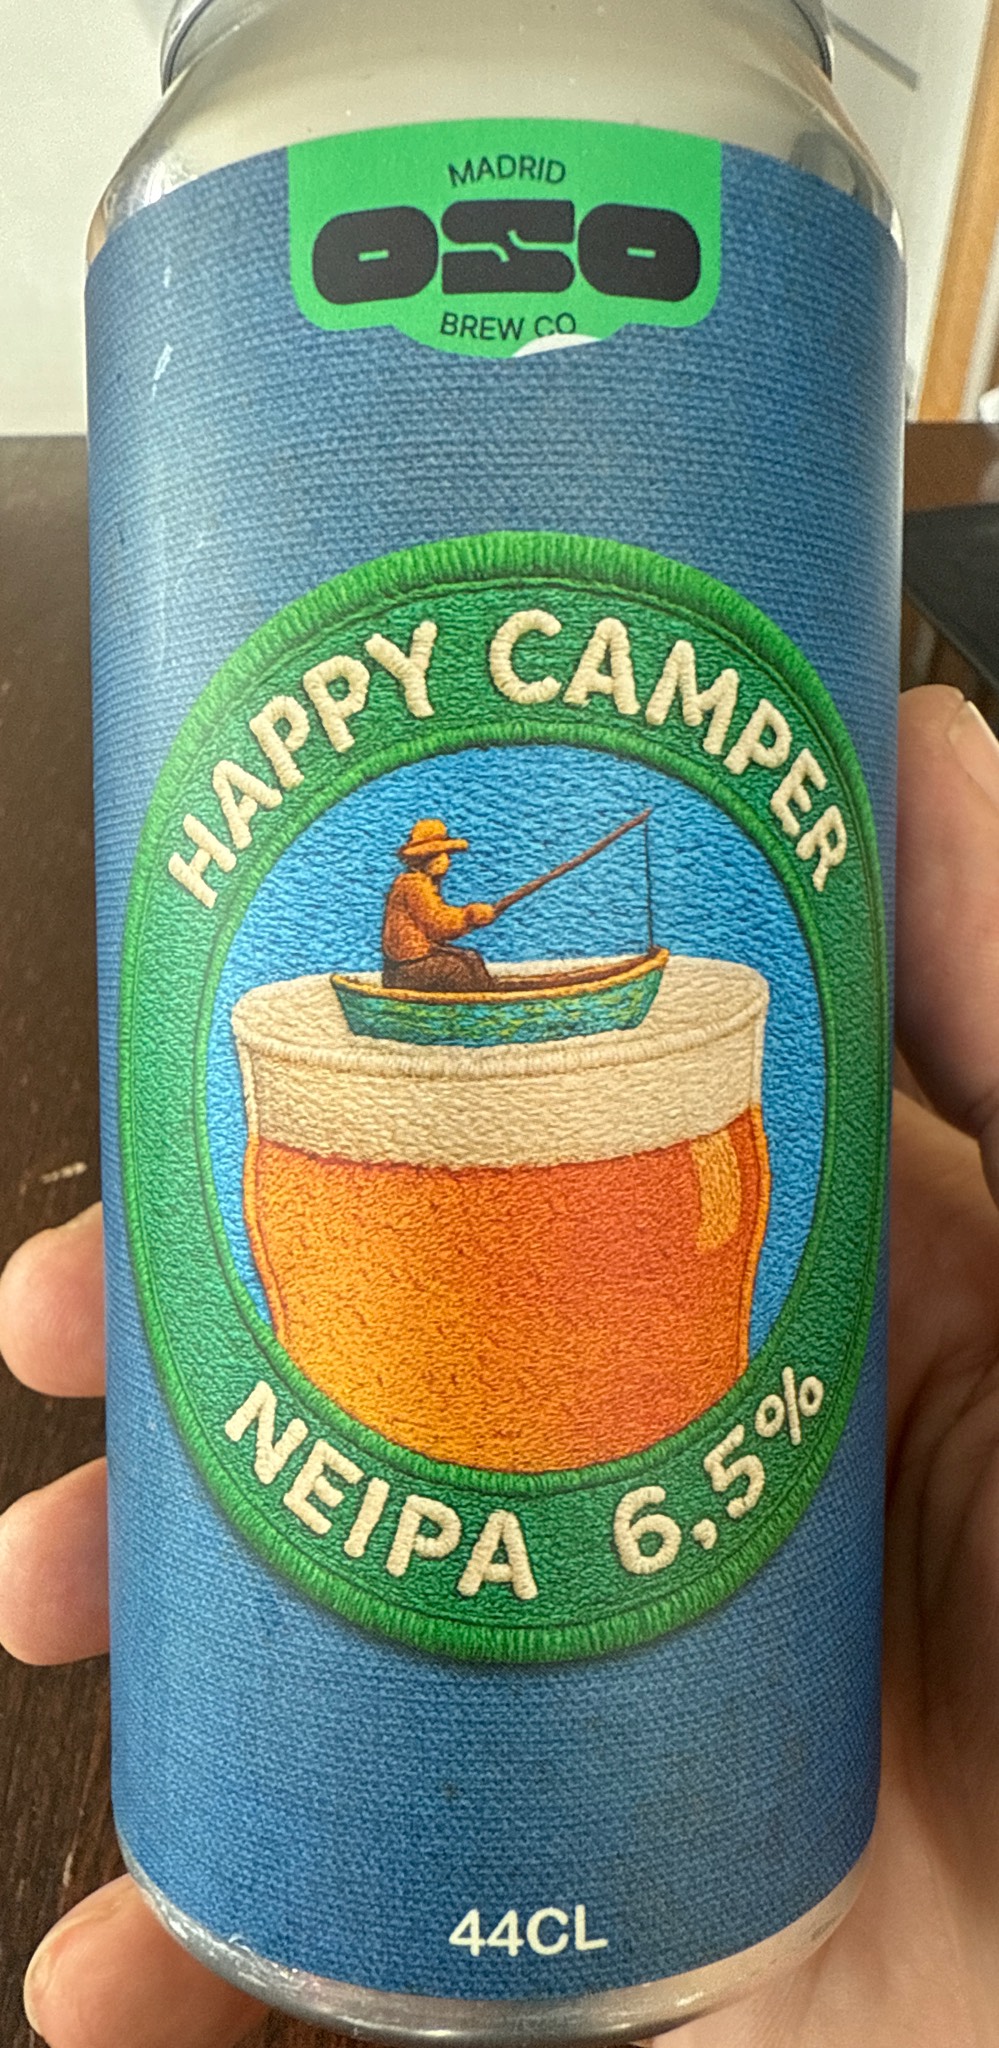 MADRID
OSO
BREW CO
HAPPY CAMPER
NEIPA 6,5%
44CL